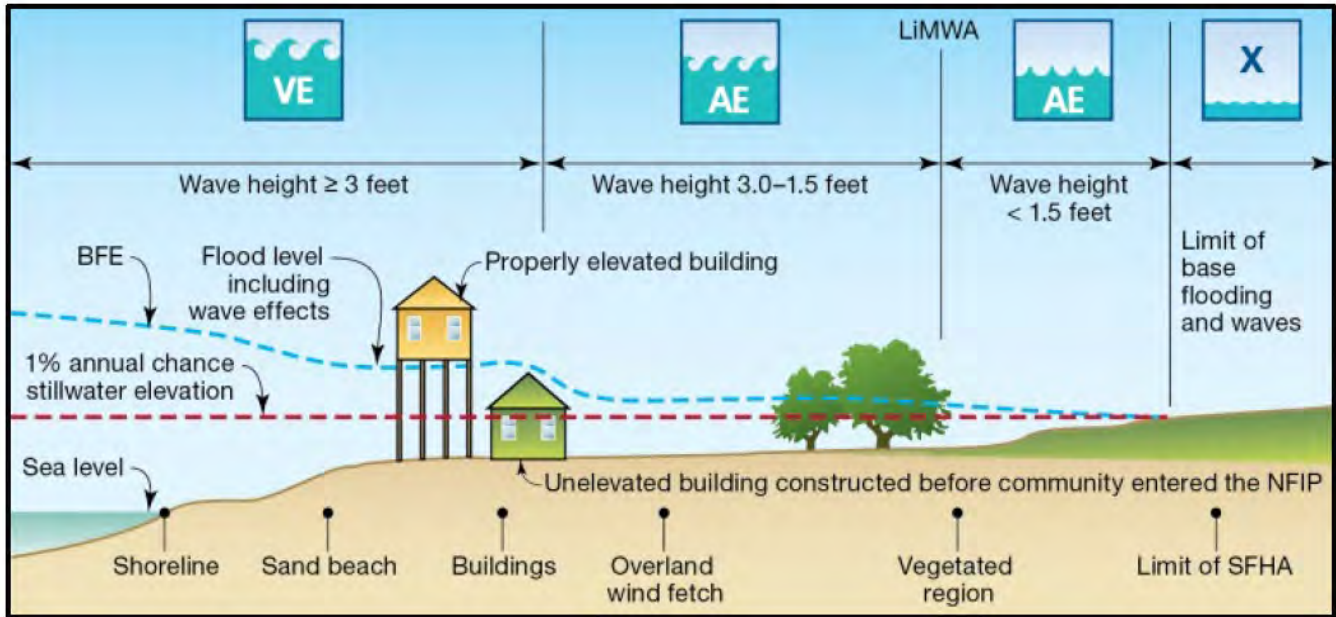 LiMWA
VE
AE
AE
X
Wave height ≥ 3 feet
Wave height 3.0–1.5 feet
Wave height
< 1.5 feet
BFE
Flood level
including
wave effects
Properly elevated building
Limit of
base
flooding
and waves
1% annual chance
stillwater elevation
Sea level
Unelevated building constructed before community entered the NFIP
Shoreline
Sand beach
Buildings
Overland
wind fetch
Vegetated
region
Limit of SFHA